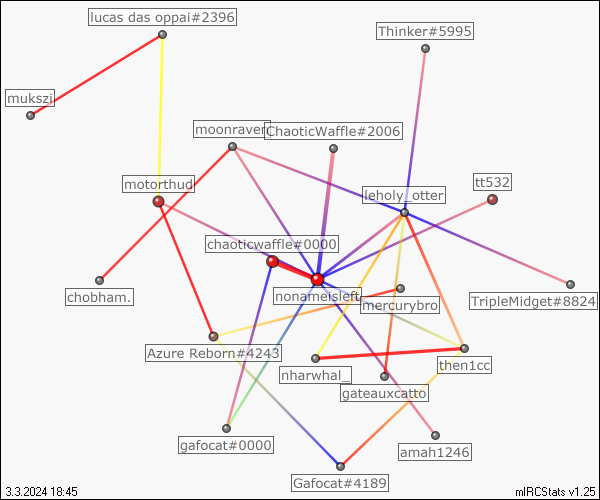 lucas das oppai#2396
Thinker#5995
mukszi
moonraven
ChaoticWaffle#2006
motorthud
tt532
leholy_otter
chaoticwaffle#0000
chobham.
nonameisleft
mercurybro
TripleMidget#8824
Azure Reborn#4243
then1cc
nharwhal_
gateauxcatto
gafocat#0000
amah1246
Gafocat#4189
3.3.2024 18:45
mIRCStats v1.25